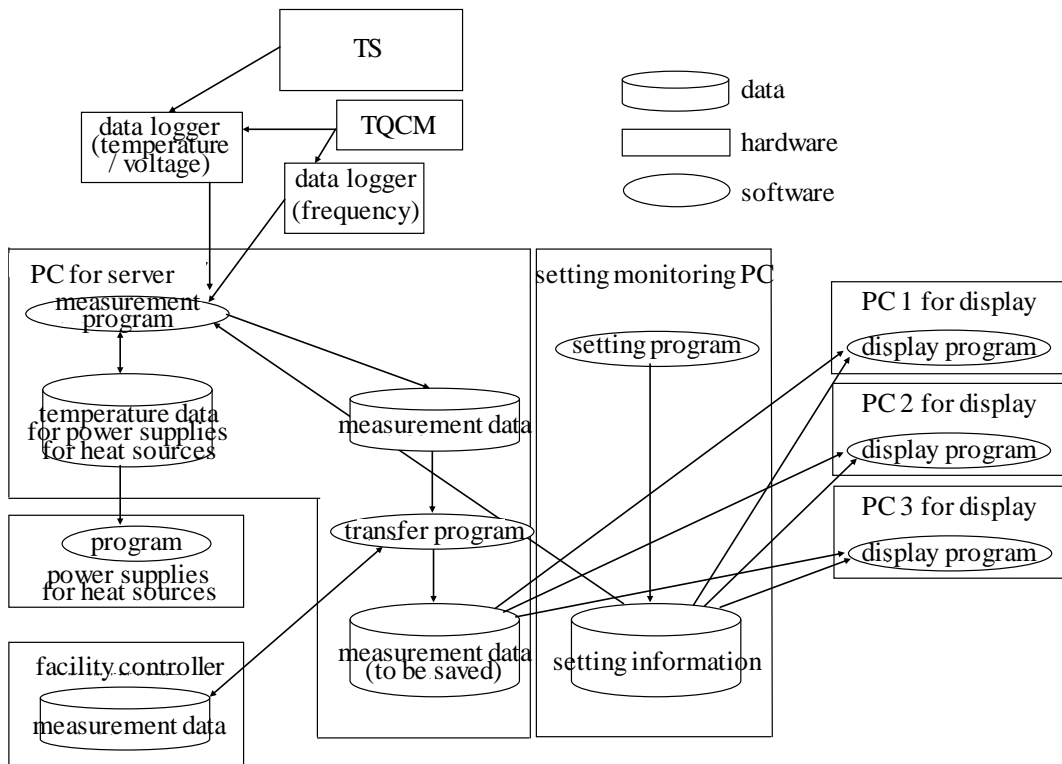 TS
data
TQCM
data logger
(temperature
/ voltage)
hardware
data logger
(frequency)
software
PC for server
measurement
program
setting monitoring PC
PC 1 for display
display program
setting program
temperature data
for power supplies
for heat sources
measurement data
PC 2 for display
display program
transfer program
PC 3 for display
display program
program
power supplies
for heat sources
measurement data
(to be saved)
setting information
facility controller
measurement data